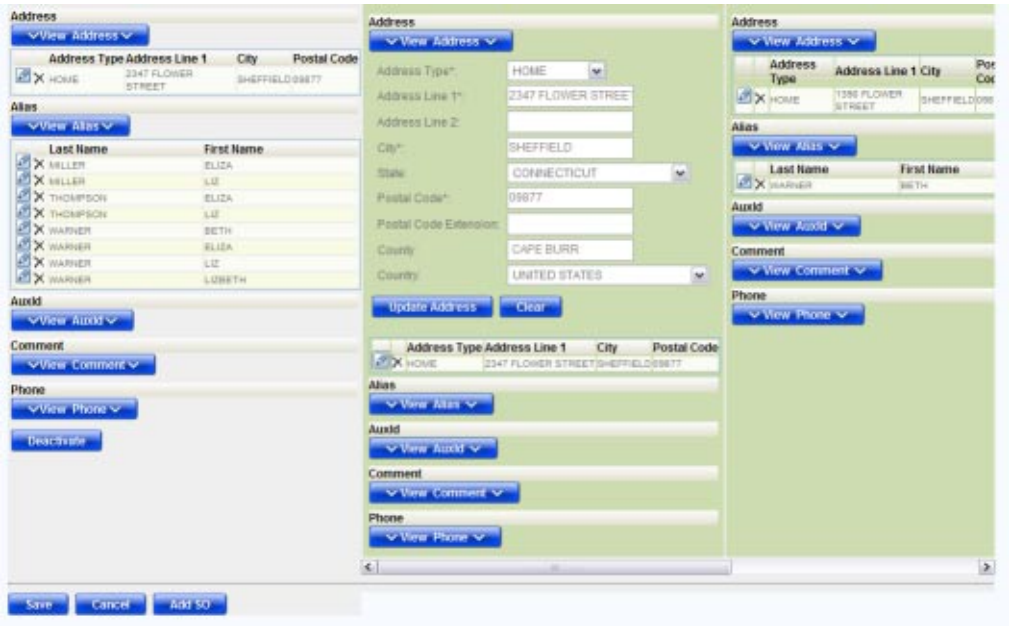 Address
View Address
Address Type Address Line 1 City Postal Code
HOME 2347 FLOWER STREET SHEFFIELD 09877
Alias
View Alias
Last Name First Name
MILLER ELIZA
MILLER LIZ
THOMPSON ELIZA
THOMPSON LIZ
WARNER BETH
WARNER ELIZA
WARNER LIZ
WARNER LIZBETH
AuxId
View AuxId
Comment
View Comment
Phone
View Phone
Deactivate
Address
View Address
Address Type*: HOME
Address Line 1*: 2347 FLOWER STREE
Address Line 2:
City*: SHEFFIELD
State CONNECTICUT
Postal Code*: 09877
Postal Code Extension:
County CAPE BURR
Country UNITED STATES
Update Address Clear
Address Type Address Line 1 City Postal Code
HOME 2347 FLOWER STREET SHEFFIELD 09877
Alias
View Alias
AuxId
View AuxId
Comment
View Comment
Phone
View Phone
Address
View Address
Address Type Address Line 1 City
HOME STREET SHEFFIELD
Alias
View Alias
Last Name First Name
WARNER BETH
AuxId
View AuxId
Comment
View Comment
Phone
View Phone
Save Cancel Add SO